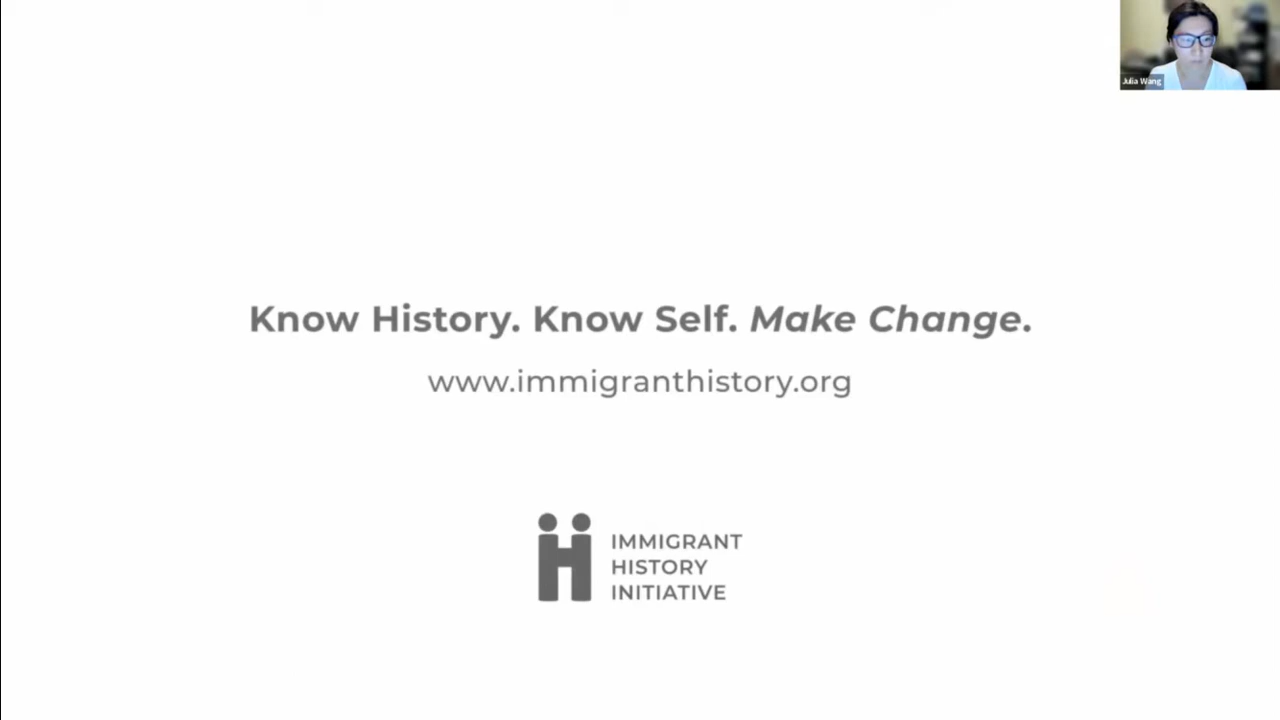 Julia Wang
Know History. Know Self. Make Change.
www.immigranthistory.org
IMMIGRANT
HISTORY
INITIATIVE